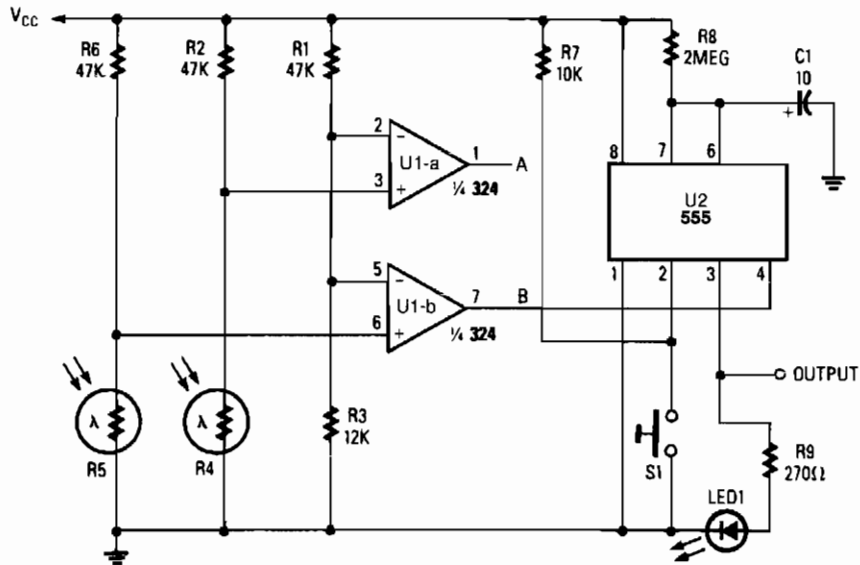 VCC
R6
47K
R2
47K
R1
47K
R7
10K
R8
2MEG
C1
10
+
2
−
U1-a
1
A
3
+
¼ 324
8
7
6
U2
555
5
−
U1-b
7
B
6
+
¼ 324
1
2
3
4
OUTPUT
λ
R5
λ
R4
R3
12K
S1
R9
270Ω
LED1